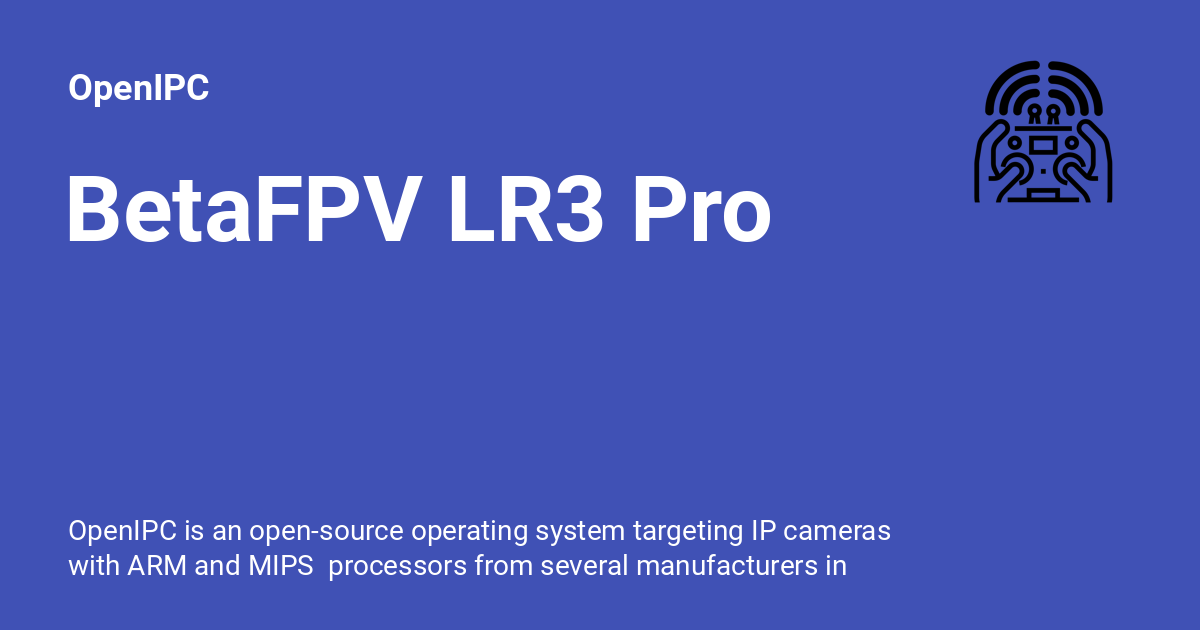 OpenIPC
BetaFPV LR3 Pro
OpenIPC is an open-source operating system targeting IP cameras
with ARM and MIPS  processors from several manufacturers in